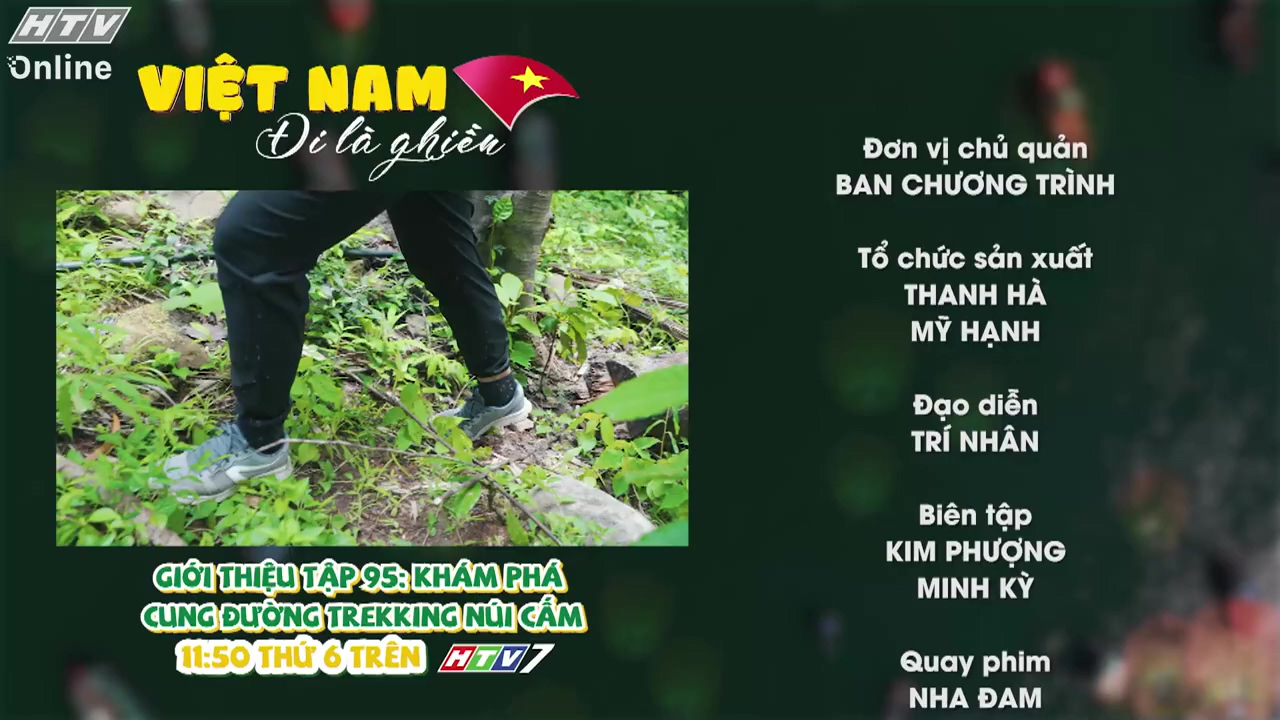 HTV
Online
VIỆT NAM
Đi là ghiền
GIỚI THIỆU TẬP 95: KHÁM PHÁ
CUNG ĐƯỜNG TREKKING NÚI CẤM
11:50 THỨ 6 TRÊN HTV7
Đơn vị chủ quản
BAN CHƯƠNG TRÌNH
Tổ chức sản xuất
THANH HÀ
MỸ HẠNH
Đạo diễn
TRÍ NHÂN
Biên tập
KIM PHƯỢNG
MINH KỲ
Quay phim
NHA ĐAM